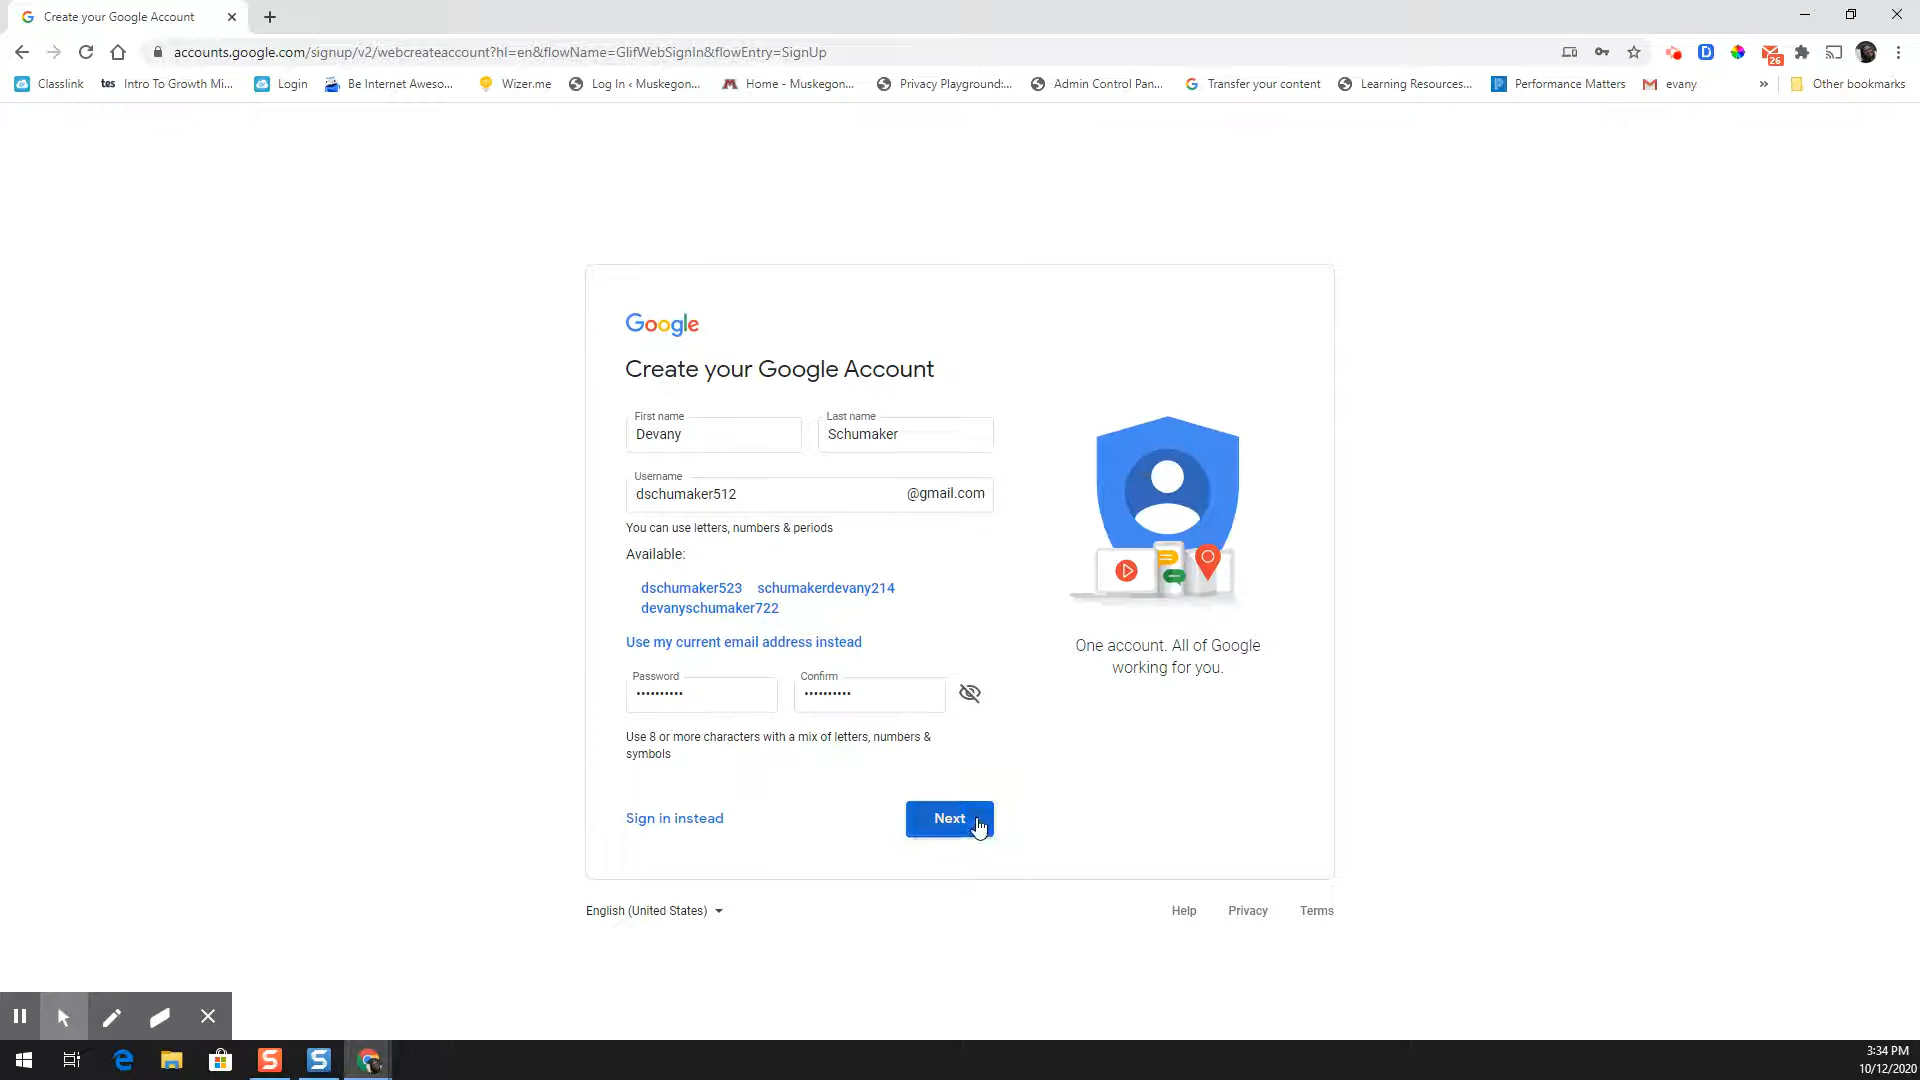 Create your Google Account
accounts.google.com/signup/v2/webcreateaccount?hl=en&flowName=GlifWebSignIn&flowEntry=SignUp
26
Classlink
tes Intro To Growth Mi...
Login
Be Internet Aweso...
Wizer.me
Log In ‹ Muskegon...
Home - Muskegon...
Privacy Playground:...
Admin Control Pan...
Transfer your content
Learning Resources...
Performance Matters
evany
»
Other bookmarks
Google
Create your Google Account
First name
Devany
Last name
Schumaker
Username
dschumaker512 @gmail.com
You can use letters, numbers & periods
Available:
dschumaker523 schumakerdevany214
devanyschumaker722
Use my current email address instead
Password
••••••••••
Confirm
••••••••••
Use 8 or more characters with a mix of letters, numbers &
symbols
Sign in instead
Next
One account. All of Google
working for you.
English (United States)
Help Privacy Terms
3:34 PM
10/12/2020